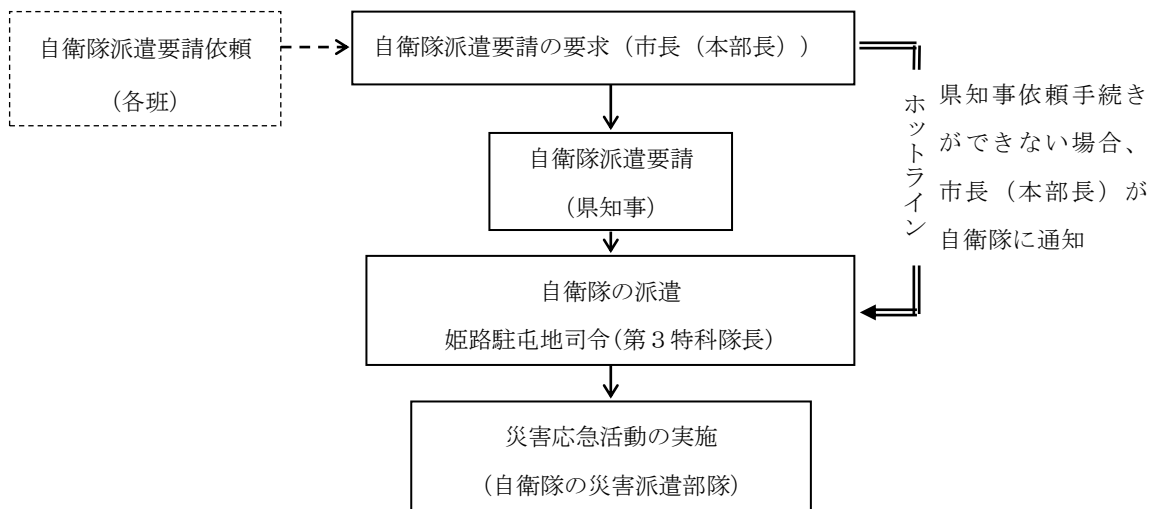 自衛隊派遣要請依頼
（各班）
自衛隊派遣要請の要求（市長（本部長））
自衛隊派遣要請
（県知事）
ホットライン
県知事依頼手続き
ができない場合、
市長（本部長）が
自衛隊に通知
自衛隊の派遣
姫路駐屯地司令(第３特科隊長)
災害応急活動の実施
(自衛隊の災害派遣部隊)